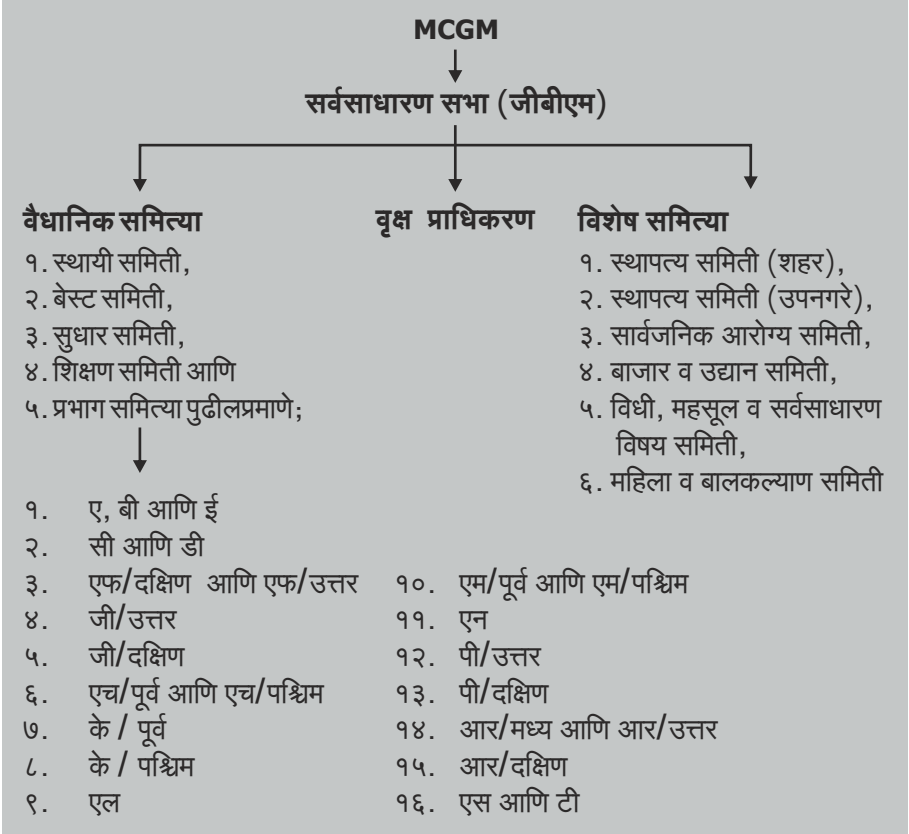 MCGM
सर्वसाधारण सभा (जीबीएम)
वैधानिक समित्या
१. स्थायी समिती,
२. बेस्ट समिती,
३. सुधार समिती,
४. शिक्षण समिती आणि
५. प्रभाग समित्या पुढीलप्रमाणे;
वृक्ष प्राधिकरण
विशेष समित्या
१. स्थापत्य समिती (शहर),
२. स्थापत्य समिती (उपनगरे),
३. सार्वजनिक आरोग्य समिती,
४. बाजार व उद्यान समिती,
५. विधी, महसूल व सर्वसाधारण
विषय समिती,
६. महिला व बालकल्याण समिती
१. ए, बी आणि ई
२. सी आणि डी
३. एफ/दक्षिण आणि एफ/उत्तर
४. जी/उत्तर
५. जी/दक्षिण
६. एच/पूर्व आणि एच/पश्चिम
७. के / पूर्व
८. के / पश्चिम
९. एल
१०. एम/पूर्व आणि एम/पश्चिम
११. एन
१२. पी/उत्तर
१३. पी/दक्षिण
१४. आर/मध्य आणि आर/उत्तर
१५. आर/दक्षिण
१६. एस आणि टी